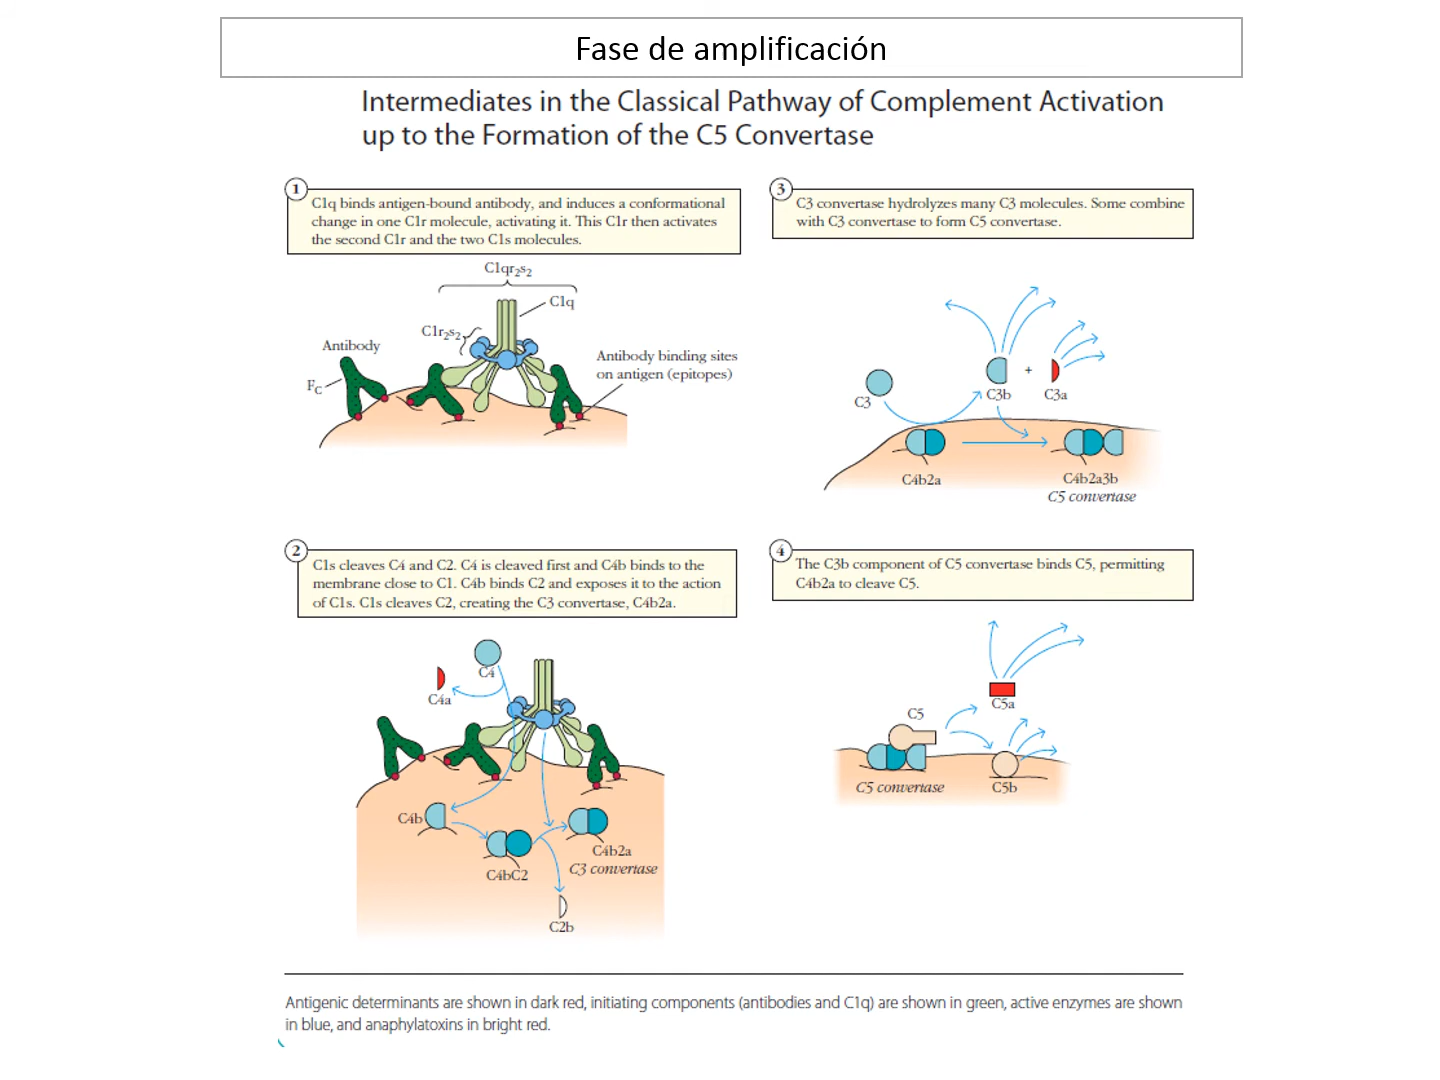 Fase de amplificación
Intermediates in the Classical Pathway of Complement Activation
up to the Formation of the C5 Convertase
1
C1q binds antigen-bound antibody, and induces a conformational
change in one C1r molecule, activating it. This C1r then activates
the second C1r and the two C1s molecules.
C1qr₂s₂
C1q
C1r₂s₂
Antibody
Fc
Antibody binding sites
on antigen (epitopes)
2
C1s cleaves C4 and C2. C4 is cleaved first and C4b binds to the
membrane close to C1. C4b binds C2 and exposes it to the action
of C1s. C1s cleaves C2, creating the C3 convertase, C4b2a.
C4
C4a
C4b
C4bC2
C4b2a
C3 convertase
C2b
3
C3 convertase hydrolyzes many C3 molecules. Some combine
with C3 convertase to form C5 convertase.
C3
C3b
+
C3a
C4b2a
C4b2a3b
C5 convertase
4
The C3b component of C5 convertase binds C5, permitting
C4b2a to cleave C5.
C5a
C5
C5 convertase
C5b
Antigenic determinants are shown in dark red, initiating components (antibodies and C1q) are shown in green, active enzymes are shown
in blue, and anaphylatoxins in bright red.